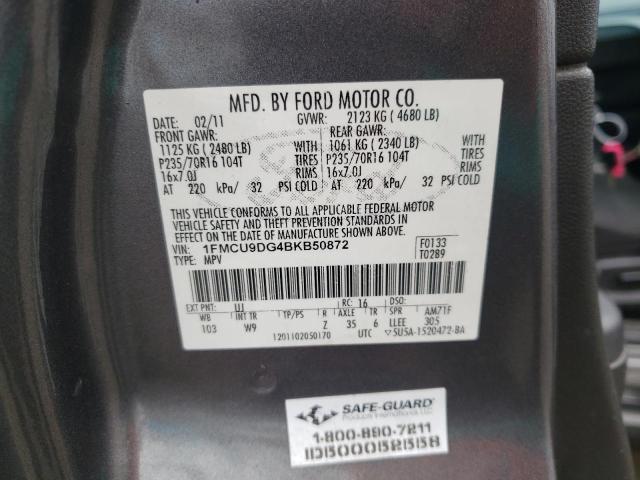 MFD. BY FORD MOTOR CO.
DATE: 02/11 GVWR: 2123 KG ( 4680 LB)
FRONT GAWR: REAR GAWR:
1125 KG ( 2480 LB) WITH 1061 KG ( 2340 LB) WITH
P235/70R16 104T TIRES P235/70R16 104T TIRES
16x7.0J RIMS 16x7.0J RIMS
AT 220 kPa/ 32 PSI COLD AT 220 kPa/ 32 PSI COLD
THIS VEHICLE CONFORMS TO ALL APPLICABLE FEDERAL MOTOR
VEHICLE SAFETY AND THEFT PREVENTION STANDARDS IN EFFECT ON
THE DATE OF MANUFACTURE SHOWN ABOVE.
VIN: 1FMCU9DG4BKB50872 F0133
TYPE: MPV T0289
EXT PNT: UJ RC: 16 DSO:
WB INT TR TP/PS R AXLE TR SPR AM71F
103 W9 Z 35 6 LLEE 305
1201102050170 UTC 5U5A-1520472-BA
SAFE-GUARD
Products International, LLC
1-800-890-7211